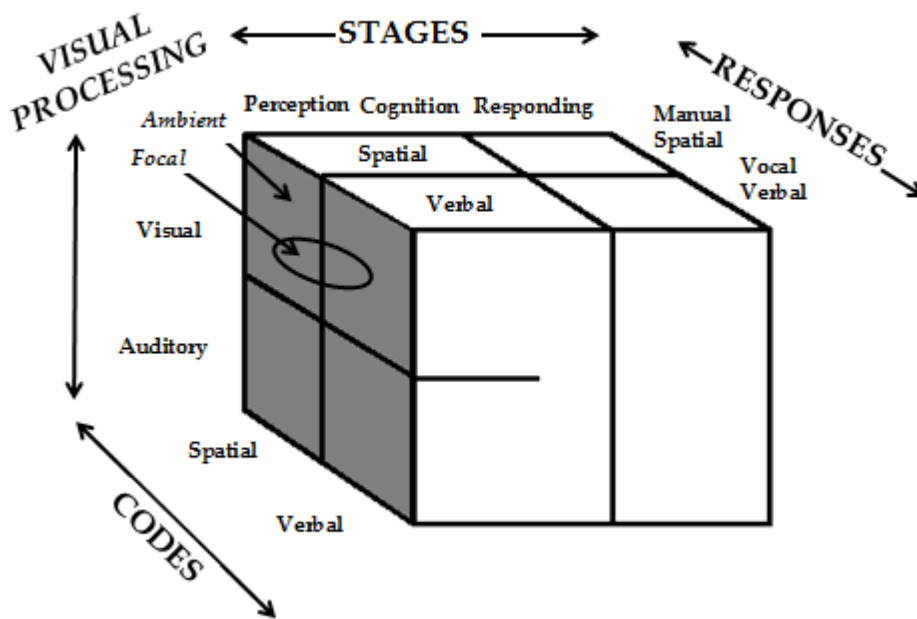 VISUAL
PROCESSING
STAGES
RESPONSES
Perception Cognition Responding
Ambient
Focal
Manual
Spatial
Vocal
Verbal
Spatial
Verbal
Visual
Auditory
Spatial
Verbal
CODES